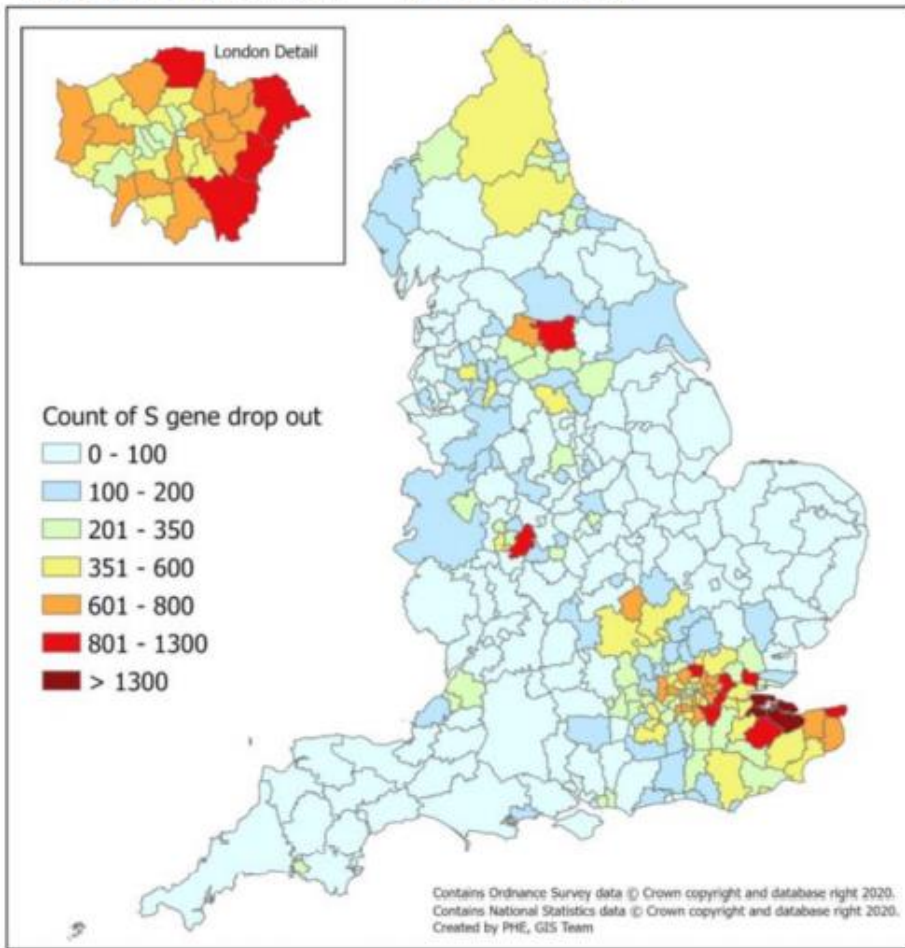 London Detail
Count of S gene drop out
0 - 100
100 - 200
201 - 350
351 - 600
601 - 800
801 - 1300
> 1300
Contains Ordnance Survey data © Crown copyright and database right 2020.
Contains National Statistics data © Crown copyright and database right 2020.
Created by PHE, GIS Team